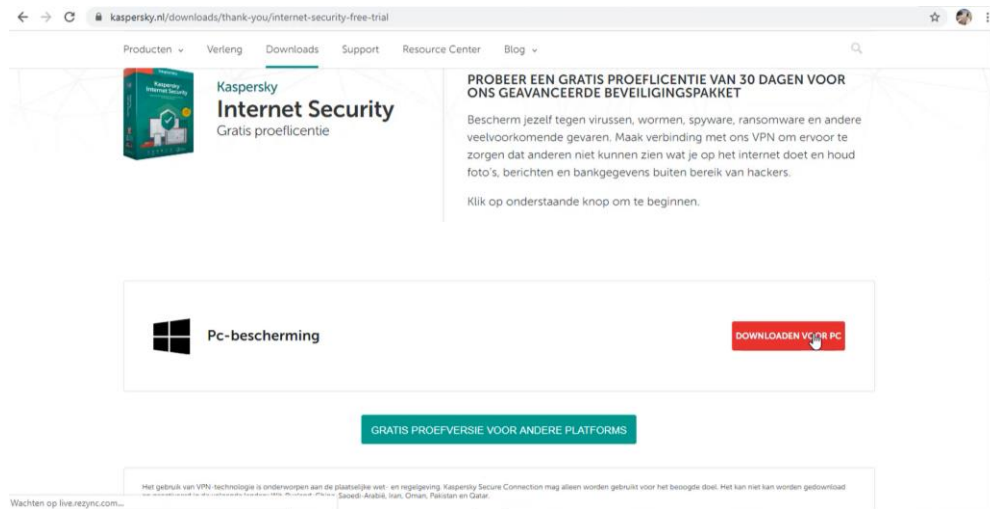 kaspersky.nl/downloads/thank-you/internet-security-free-trial
Producten Verleng Downloads Support Resource Center Blog
Kaspersky
Internet Security
Gratis proeflicentie
PROBEER EEN GRATIS PROEFLICENTIE VAN 30 DAGEN VOOR
ONS GEAVANCEERDE BEVEILIGINGSPAKKET
Bescherm jezelf tegen virussen, wormen, spyware, ransomware en andere
veelvoorkomende gevaren. Maak verbinding met ons VPN om ervoor te
zorgen dat anderen niet kunnen zien wat je op het internet doet en houd
foto's, berichten en bankgegevens buiten bereik van hackers.
Klik op onderstaande knop om te beginnen.
Pc-bescherming
DOWNLOADEN VOOR PC
GRATIS PROEFVERSIE VOOR ANDERE PLATFORMS
Het gebruik van VPN-technologie is onderworpen aan de plaatselijke wet- en regelgeving. Kaspersky Secure Connection mag alleen worden gebruikt voor het beoogde doel. Het kan niet kan worden gedownload
Saoedi-Arabië, Iran, Oman, Pakistan en Qatar.
Wachten op live.rezync.com...